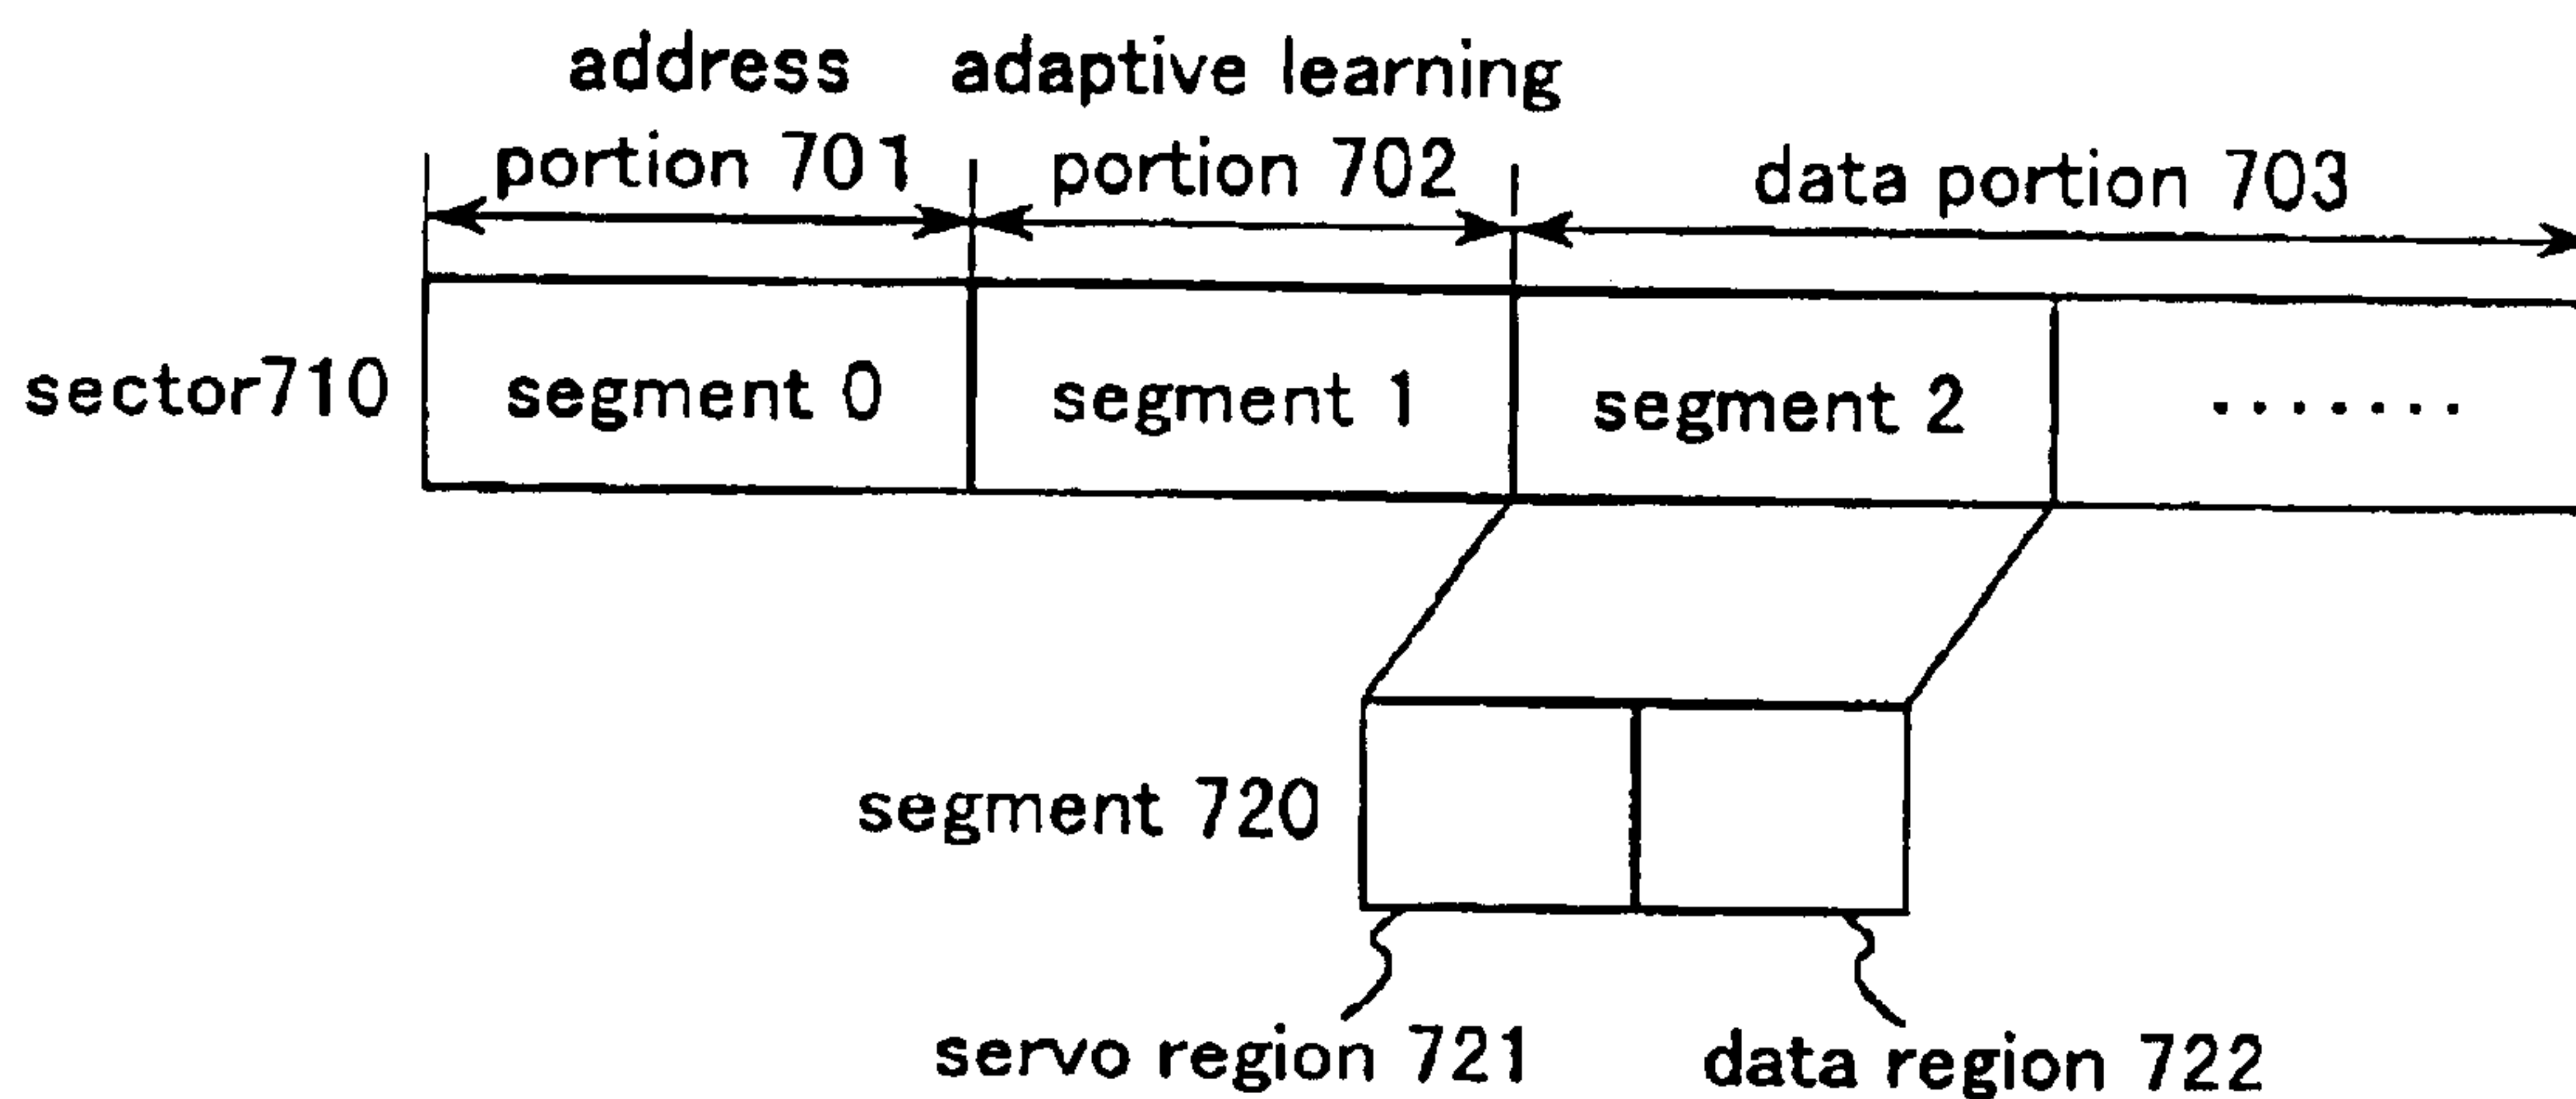 address adaptive learning
portion 701 portion 702 data portion 703
sector710 segment 0 segment 1 segment 2 .......
segment 720
servo region 721 data region 722